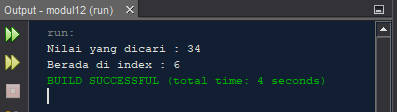 Output - modul12 (run)
run:
Nilai yang dicari : 34
Berada di index : 6
BUILD SUCCESSFUL (total time: 4 seconds)